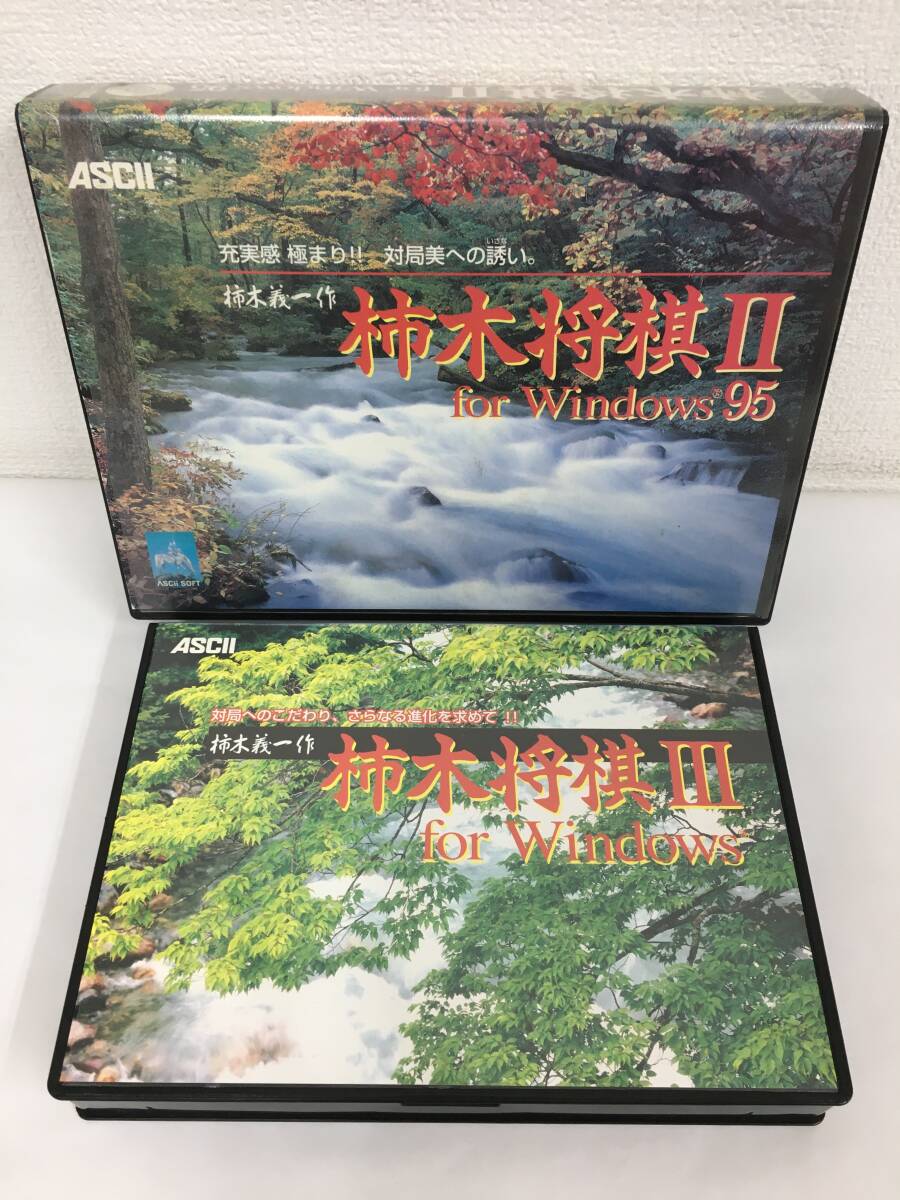 ASCII
充実感 極まり!! 対局美への誘い。
いざな
柿木義一作
柿木将棋II
for Windows® 95
ASCII SOFT
ASCII
対局へのこだわり、さらなる進化を求めて !!
柿木義一作
柿木将棋III
for Windows